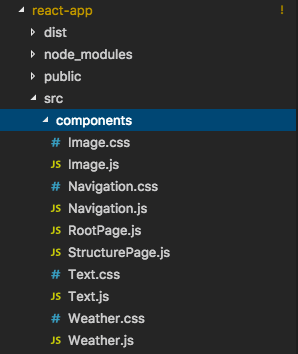 react-app !
dist
node_modules
public
src
components
# Image.css
JS Image.js
# Navigation.css
JS Navigation.js
JS RootPage.js
JS StructurePage.js
# Text.css
JS Text.js
# Weather.css
JS Weather.js